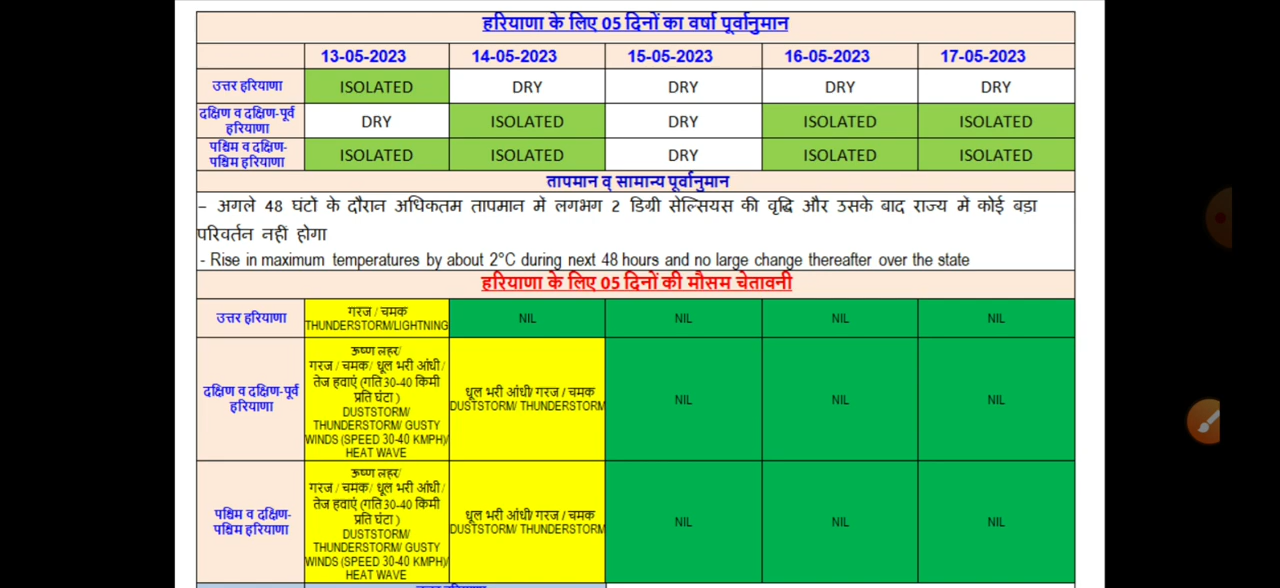 हरियाणा के लिए 05 दिनों का वर्षा पूर्वानुमान
13-05-2023 14-05-2023 15-05-2023 16-05-2023 17-05-2023
उत्तर हरियाणा ISOLATED DRY DRY DRY DRY
दक्षिण व दक्षिण-पूर्व
हरियाणा
DRY ISOLATED DRY ISOLATED ISOLATED
पश्चिम व दक्षिण-
पश्चिम हरियाणा
ISOLATED ISOLATED DRY ISOLATED ISOLATED
तापमान व् सामान्य पूर्वानुमान
– अगले 48 घंटों के दौरान अधिकतम तापमान में लगभग 2 डिग्री सेल्सियस की वृद्धि और उसके बाद राज्य में कोई बड़ा
परिवर्तन नहीं होगा
- Rise in maximum temperatures by about 2°C during next 48 hours and no large change thereafter over the state
हरियाणा के लिए 05 दिनों की मौसम चेतावनी
उत्तर हरियाणा
गरज / चमक
THUNDERSTORM/LIGHTNING
NIL NIL NIL NIL
दक्षिण व दक्षिण-पूर्व
हरियाणा
ऊष्ण लहर/
गरज / चमक/ धूल भरी आंधी /
तेज हवाएं (गति 30-40 किमी
प्रति घंटा )
DUSTSTORM/
THUNDERSTORM/ GUSTY
WINDS (SPEED 30-40 KMPH)/
HEAT WAVE
धूल भरी आंधी/ गरज / चमक
DUSTSTORM/ THUNDERSTORM
NIL NIL NIL
पश्चिम व दक्षिण-
पश्चिम हरियाणा
ऊष्ण लहर/
गरज / चमक/ धूल भरी आंधी /
तेज हवाएं (गति 30-40 किमी
प्रति घंटा )
DUSTSTORM/
THUNDERSTORM/ GUSTY
WINDS (SPEED 30-40 KMPH)/
HEAT WAVE
धूल भरी आंधी/ गरज / चमक
DUSTSTORM/ THUNDERSTORM
NIL NIL NIL